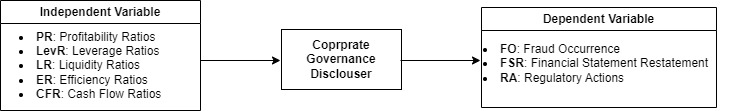 Independent Variable
• PR: Profitability Ratios
• LevR: Leverage Ratios
• LR: Liquidity Ratios
• ER: Efficiency Ratios
• CFR: Cash Flow Ratios
Coprprate
Governance
Disclouser
Dependent Variable
• FO: Fraud Occurrence
• FSR: Financial Statement Restatement
• RA: Regulatory Actions